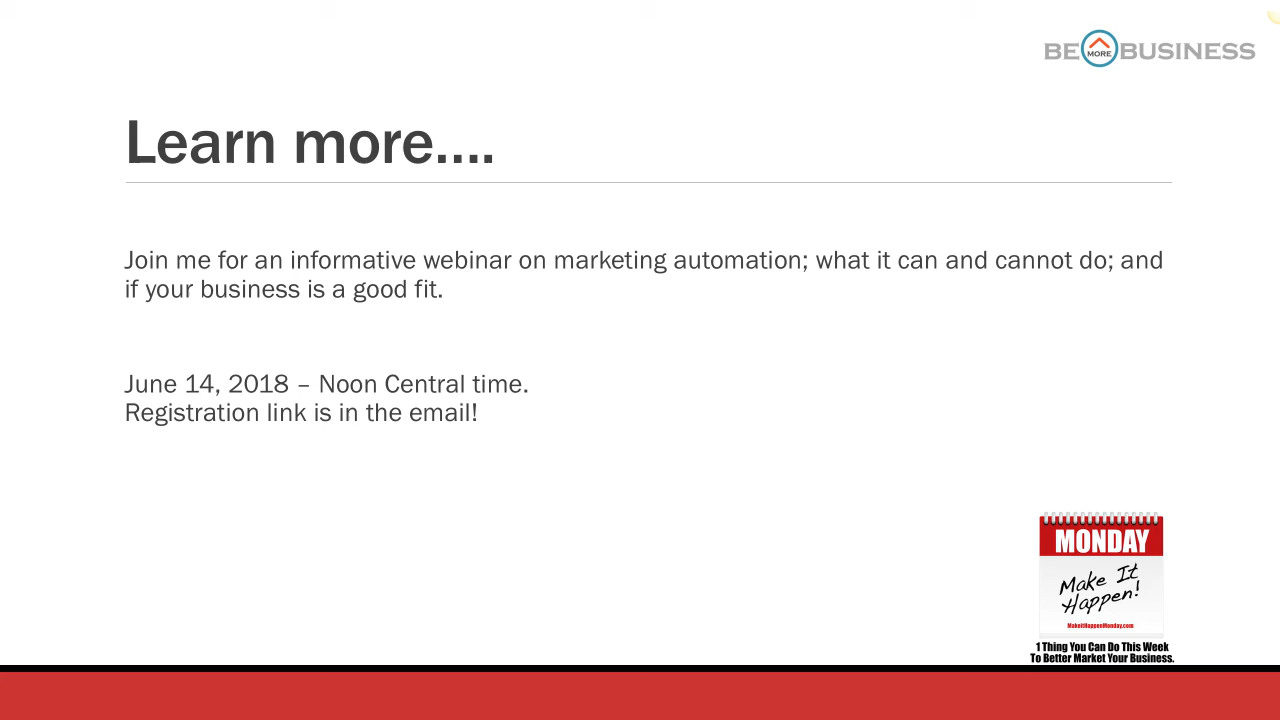 BE MORE BUSINESS
Learn more....
Join me for an informative webinar on marketing automation; what it can and cannot do; and
if your business is a good fit.
June 14, 2018 – Noon Central time.
Registration link is in the email!
MONDAY
Make It
Happen!
MakeItHappenMonday.com
1 Thing You Can Do This Week
To Better Market Your Business.